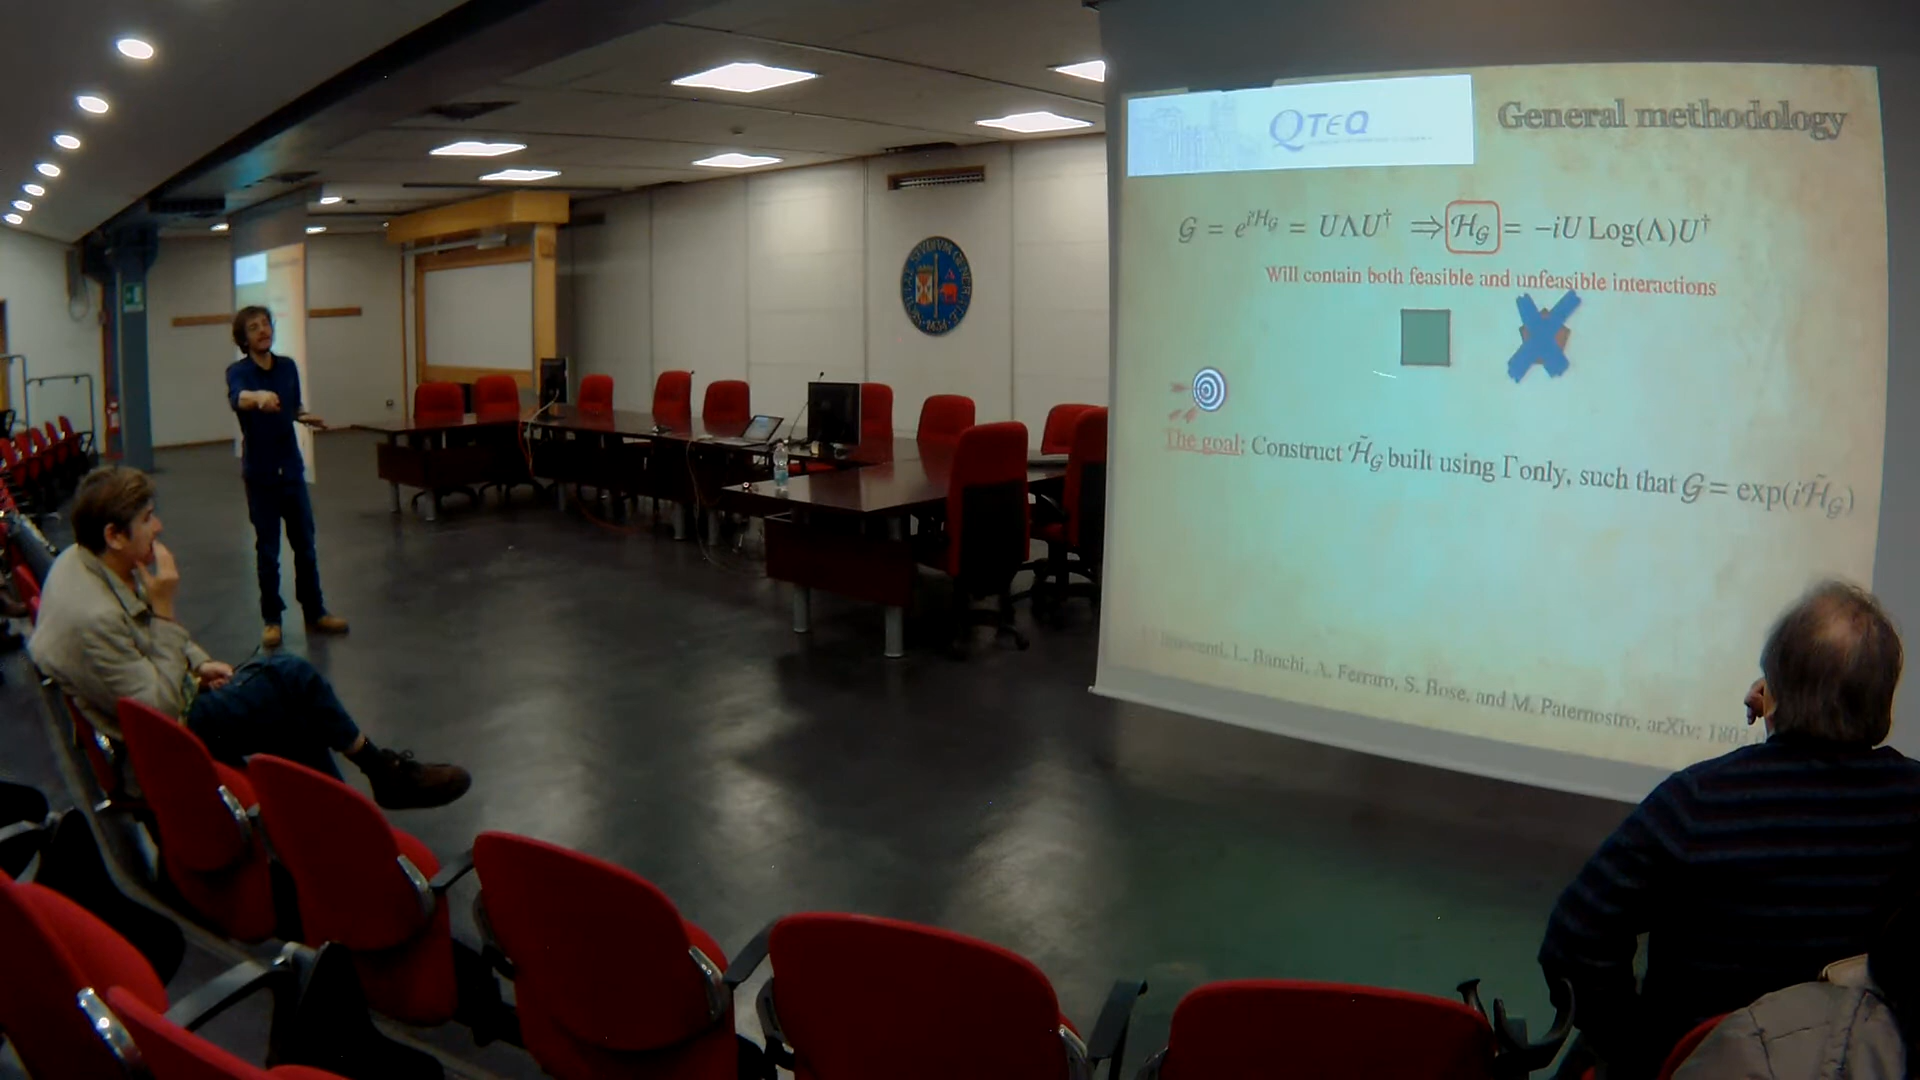 QTEQ
General methodology
𝒢 = e^{iℋ_𝒢} = UΛU† ⇒ ℋ_𝒢 = −iU Log(Λ)U†
Will contain both feasible and unfeasible interactions
The goal: Construct ℋ̃_𝒢 built using Γ only, such that 𝒢 = exp(iℋ̃_𝒢)
Innocenti, L. Banchi, A. Ferraro, S. Bose, and M. Paternostro, arXiv: 1803